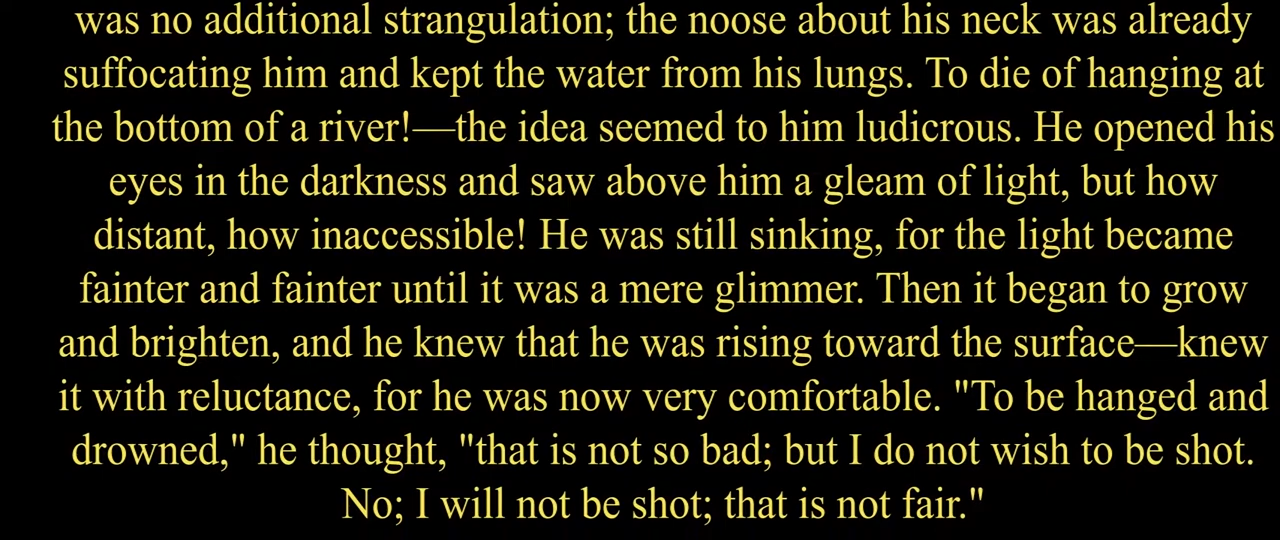 was no additional strangulation; the noose about his neck was already
suffocating him and kept the water from his lungs. To die of hanging at
the bottom of a river!—the idea seemed to him ludicrous. He opened his
eyes in the darkness and saw above him a gleam of light, but how
distant, how inaccessible! He was still sinking, for the light became
fainter and fainter until it was a mere glimmer. Then it began to grow
and brighten, and he knew that he was rising toward the surface—knew
it with reluctance, for he was now very comfortable. "To be hanged and
drowned," he thought, "that is not so bad; but I do not wish to be shot.
No; I will not be shot; that is not fair."